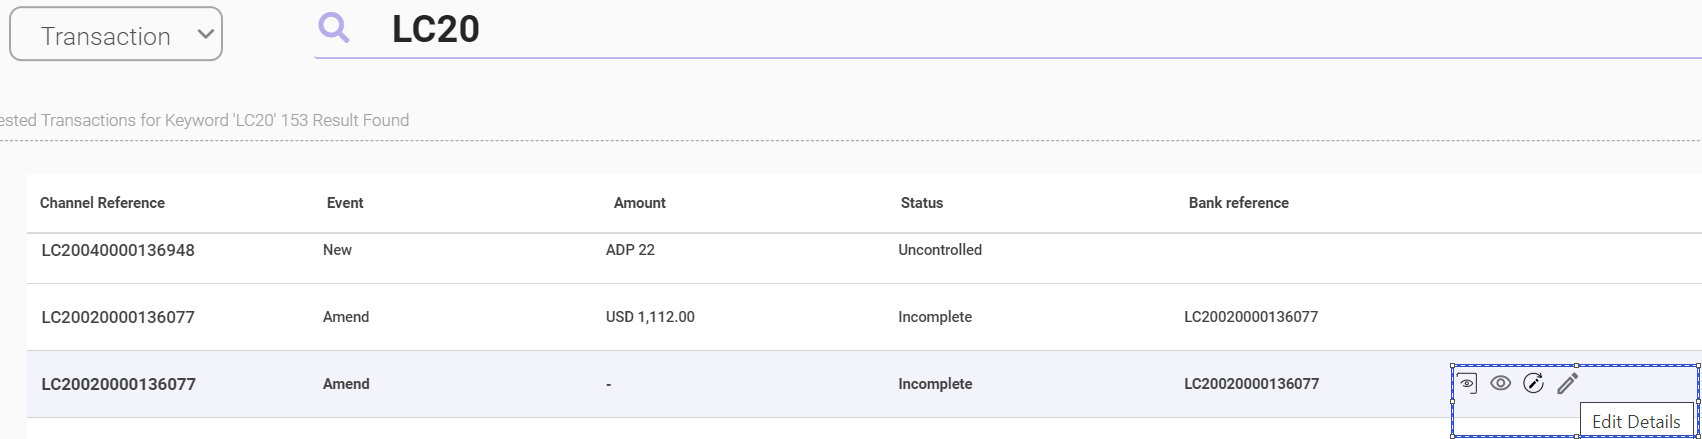 Transaction
LC20
ested Transactions for Keyword 'LC20' 153 Result Found
Channel Reference Event Amount Status Bank reference
LC20040000136948 New ADP 22 Uncontrolled
LC20020000136077 Amend USD 1,112.00 Incomplete LC20020000136077
LC20020000136077 Amend - Incomplete LC20020000136077
Edit Details